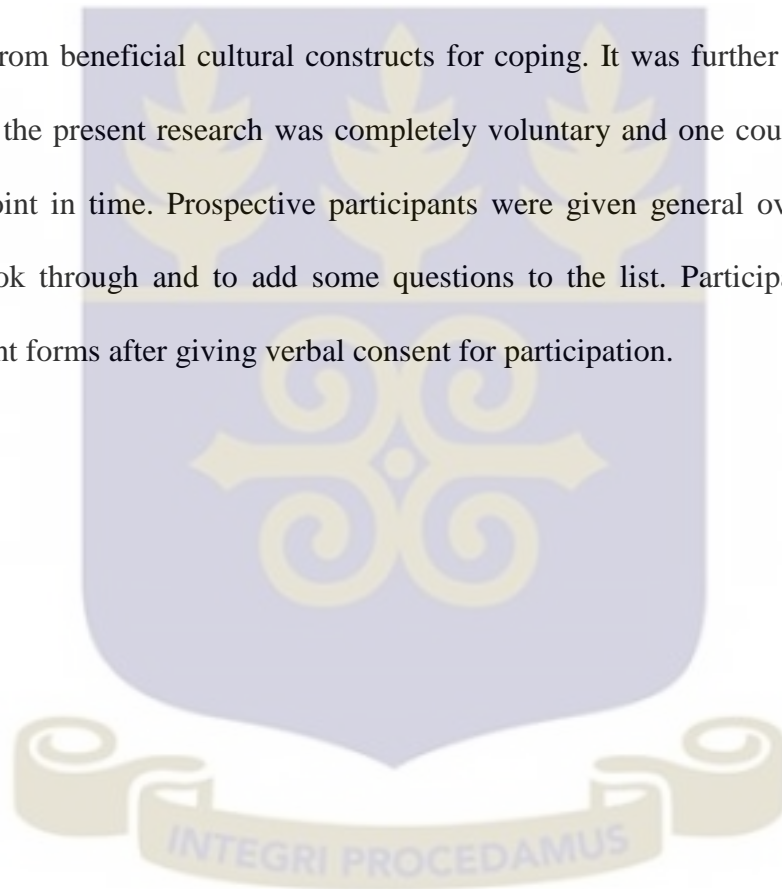 rom beneficial cultural constructs for coping. It was further
the present research was completely voluntary and one cou
oint in time. Prospective participants were given general ov
ok through and to add some questions to the list. Particip
nt forms after giving verbal consent for participation.
INTEGRI PROCEDAMUS